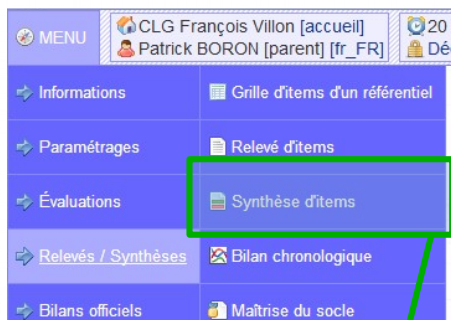 MENU
CLG François Villon [accueil]
Patrick BORON [parent] [fr_FR]
20
Dé
Informations
Grille d'items d'un référentiel
Paramétrages
Relevé d'items
Évaluations
Synthèse d'items
Relevés / Synthèses
Bilan chronologique
Bilans officiels
Maîtrise du socle